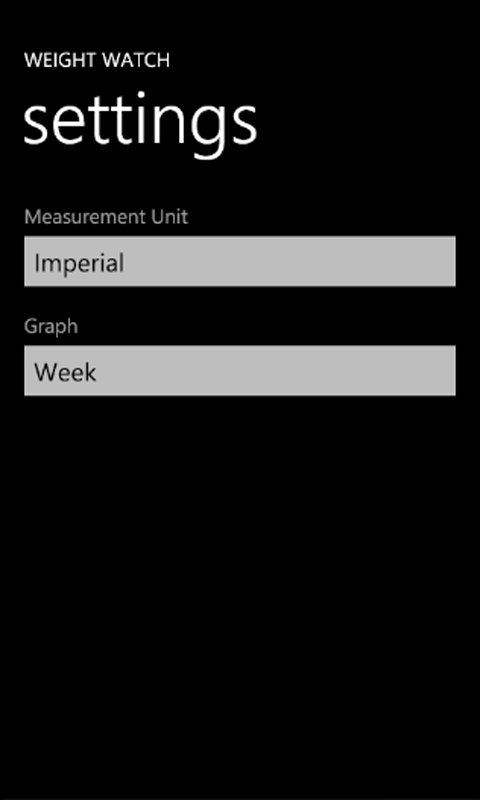 WEIGHT WATCH
settings
Measurement Unit
Imperial
Graph
Week